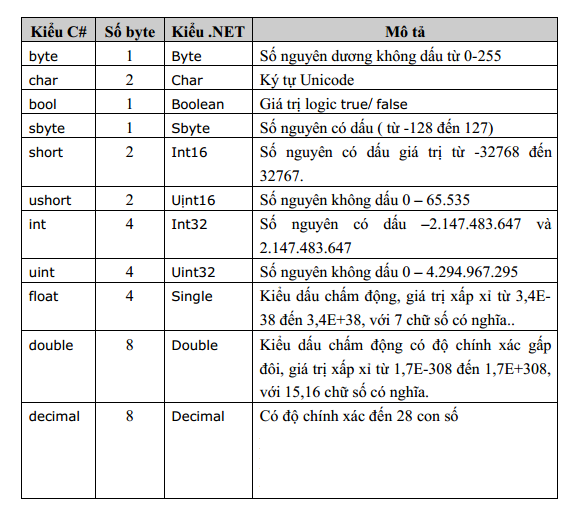 Kiểu C# Số byte Kiểu .NET Mô tả
byte 1 Byte Số nguyên dương không dấu từ 0-255
char 2 Char Ký tự Unicode
bool 1 Boolean Giá trị logic true/ false
sbyte 1 Sbyte Số nguyên có dấu ( từ -128 đến 127)
short 2 Int16 Số nguyên có dấu giá trị từ -32768 đến
32767.
ushort 2 Uịnt16 Số nguyên không dấu 0 – 65.535
int 4 Int32 Số nguyên có dấu –2.147.483.647 và
2.147.483.647
uint 4 Uint32 Số nguyên không dấu 0 – 4.294.967.295
float 4 Single Kiểu dấu chấm động, giá trị xấp xỉ từ 3,4E-
38 đến 3,4E+38, với 7 chữ số có nghĩa..
double 8 Double Kiểu dấu chấm động có độ chính xác gấp
đôi, giá trị xấp xỉ từ 1,7E-308 đến 1,7E+308,
với 15,16 chữ số có nghĩa.
decimal 8 Decimal Có độ chính xác đến 28 con số